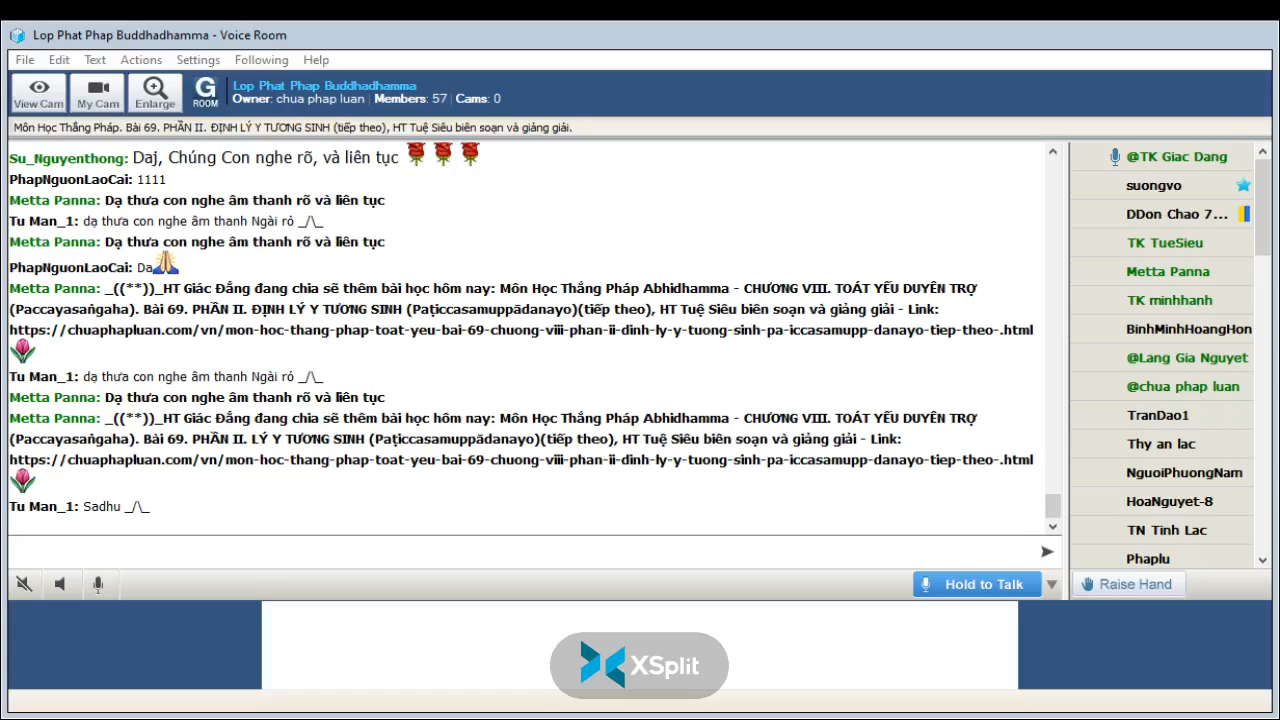 Lop Phat Phap Buddhadhamma - Voice Room
File Edit Text Actions Settings Following Help
View Cam My Cam Enlarge G ROOM
Lop Phat Phap Buddhadhamma
Owner: chua phap luan | Members: 57 | Cams: 0
Môn Học Thắng Pháp. Bài 69. PHẦN II. ĐỊNH LÝ Y TƯƠNG SINH (tiếp theo), HT Tuệ Siêu biên soạn và giảng giải.
Su_Nguyenthong: Daj, Chúng Con nghe rõ, và liên tục
PhapNguonLaoCai: 1111
Metta Panna: Dạ thưa con nghe âm thanh rõ và liên tục
Tu Man_1: dạ thưa con nghe âm thanh Ngài rỏ _/\_
Metta Panna: Dạ thưa con nghe âm thanh rõ và liên tục
PhapNguonLaoCai: Da
Metta Panna: _((**))_HT Giác Đẳng đang chia sẽ thêm bài học hôm nay: Môn Học Thắng Pháp Abhidhamma - CHƯƠNG VIII. TOÁT YẾU DUYÊN TRỢ
(Paccayasaṅgaha). Bài 69. PHẦN II. ĐỊNH LÝ Y TƯƠNG SINH (Paṭiccasamuppādanayo)(tiếp theo), HT Tuệ Siêu biên soạn và giảng giải - Link:
https://chuaphapluan.com/vn/mon-hoc-thang-phap-toat-yeu-bai-69-chuong-viii-phan-ii-dinh-ly-y-tuong-sinh-pa-iccasamupp-danayo-tiep-theo-.html
Tu Man_1: dạ thưa con nghe âm thanh Ngài rỏ _/\_
Metta Panna: Dạ thưa con nghe âm thanh rõ và liên tục
Metta Panna: _((**))_HT Giác Đẳng đang chia sẽ thêm bài học hôm nay: Môn Học Thắng Pháp Abhidhamma - CHƯƠNG VIII. TOÁT YẾU DUYÊN TRỢ
(Paccayasaṅgaha). Bài 69. PHẦN II. LÝ Y TƯƠNG SINH (Paṭiccasamuppādanayo)(tiếp theo), HT Tuệ Siêu biên soạn và giảng giải - Link:
https://chuaphapluan.com/vn/mon-hoc-thang-phap-toat-yeu-bai-69-chuong-viii-phan-ii-dinh-ly-y-tuong-sinh-pa-iccasamupp-danayo-tiep-theo-.html
Tu Man_1: Sadhu _/\_
@TK Giac Dang
suongvo
DDon Chao 7...
TK TueSieu
Metta Panna
TK minhhanh
BinhMinhHoangHon
@Lang Gia Nguyet
@chua phap luan
TranDao1
Thy an lac
NguoiPhuongNam
HoaNguyet-8
TN Tinh Lac
Phaplu
Hold to Talk
Raise Hand
XSplit